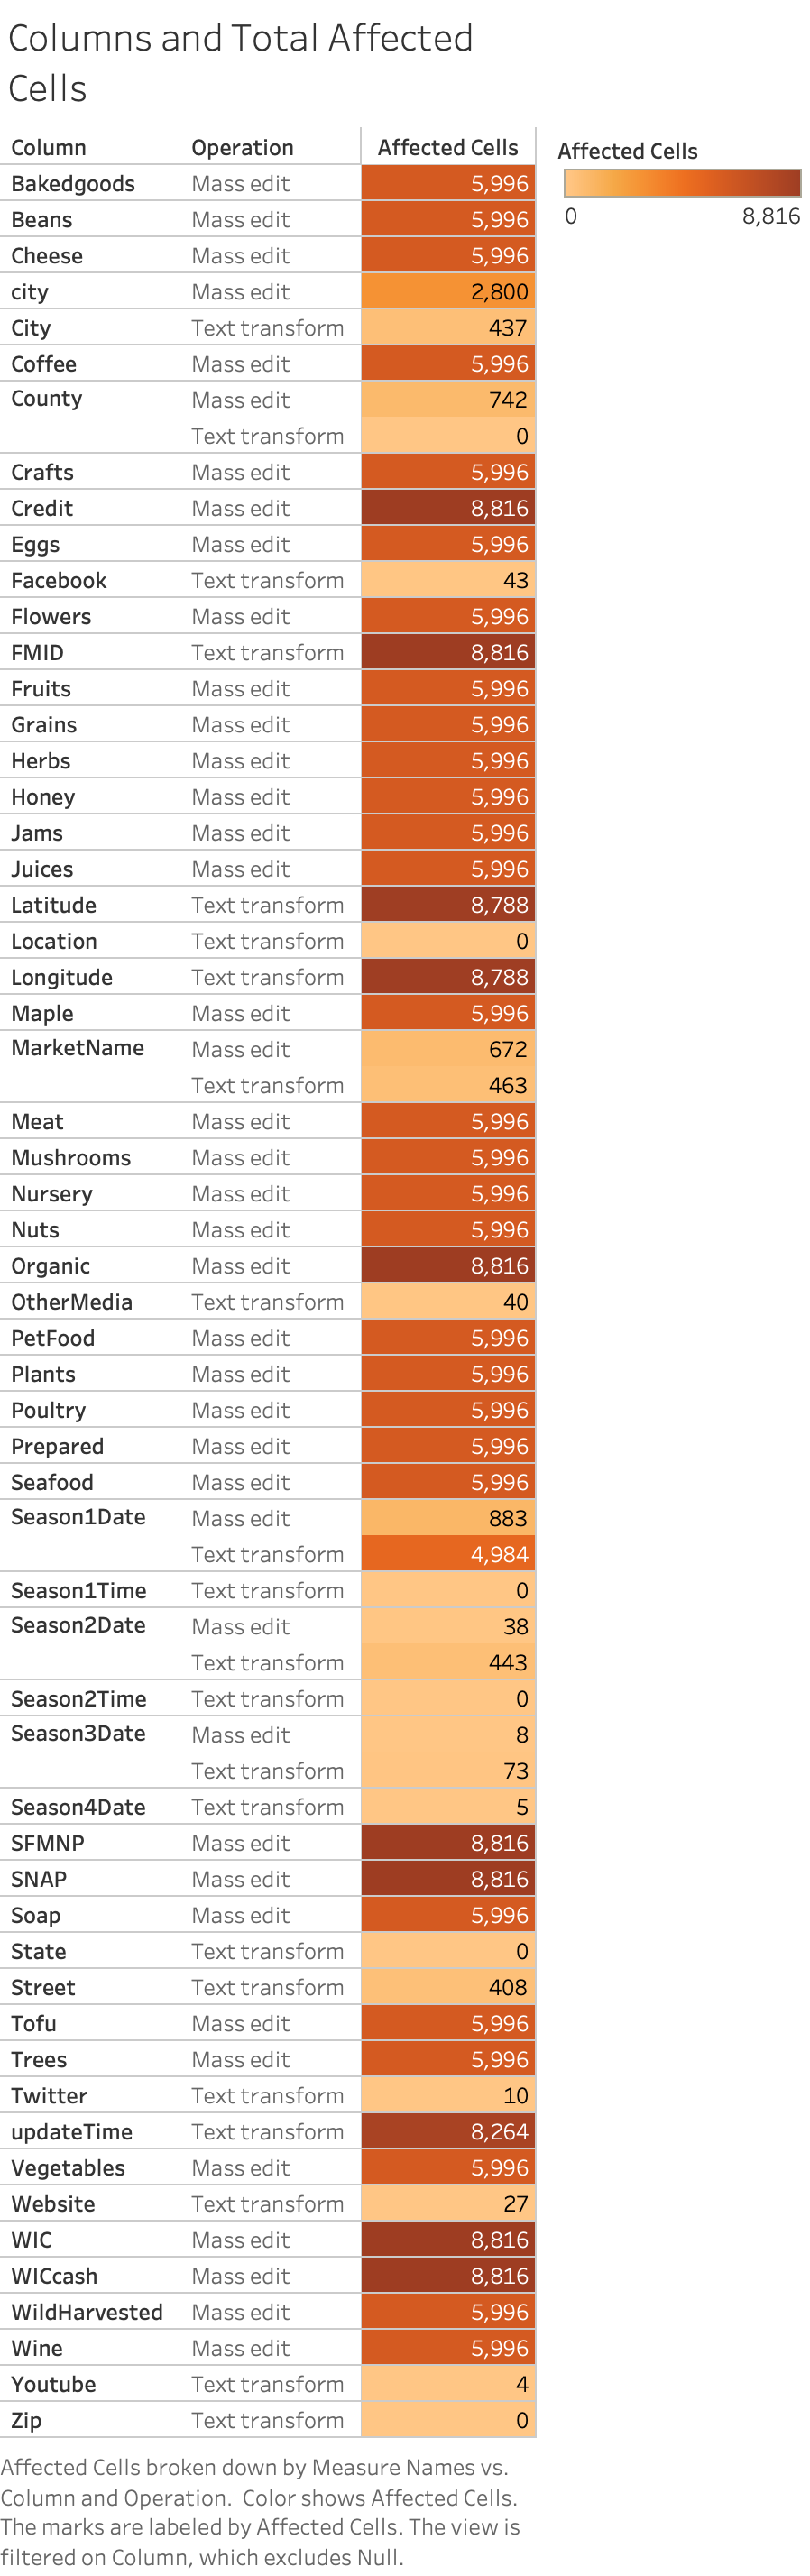 Columns and Total Affected
Cells
Column Operation Affected Cells
Affected Cells
0 8,816
Bakedgoods Mass edit 5,996
Beans Mass edit 5,996
Cheese Mass edit 5,996
city Mass edit 2,800
City Text transform 437
Coffee Mass edit 5,996
County Mass edit 742
Text transform 0
Crafts Mass edit 5,996
Credit Mass edit 8,816
Eggs Mass edit 5,996
Facebook Text transform 43
Flowers Mass edit 5,996
FMID Text transform 8,816
Fruits Mass edit 5,996
Grains Mass edit 5,996
Herbs Mass edit 5,996
Honey Mass edit 5,996
Jams Mass edit 5,996
Juices Mass edit 5,996
Latitude Text transform 8,788
Location Text transform 0
Longitude Text transform 8,788
Maple Mass edit 5,996
MarketName Mass edit 672
Text transform 463
Meat Mass edit 5,996
Mushrooms Mass edit 5,996
Nursery Mass edit 5,996
Nuts Mass edit 5,996
Organic Mass edit 8,816
OtherMedia Text transform 40
PetFood Mass edit 5,996
Plants Mass edit 5,996
Poultry Mass edit 5,996
Prepared Mass edit 5,996
Seafood Mass edit 5,996
Season1Date Mass edit 883
Text transform 4,984
Season1Time Text transform 0
Season2Date Mass edit 38
Text transform 443
Season2Time Text transform 0
Season3Date Mass edit 8
Text transform 73
Season4Date Text transform 5
SFMNP Mass edit 8,816
SNAP Mass edit 8,816
Soap Mass edit 5,996
State Text transform 0
Street Text transform 408
Tofu Mass edit 5,996
Trees Mass edit 5,996
Twitter Text transform 10
updateTime Text transform 8,264
Vegetables Mass edit 5,996
Website Text transform 27
WIC Mass edit 8,816
WICcash Mass edit 8,816
WildHarvested Mass edit 5,996
Wine Mass edit 5,996
Youtube Text transform 4
Zip Text transform 0
Affected Cells broken down by Measure Names vs.
Column and Operation. Color shows Affected Cells.
The marks are labeled by Affected Cells. The view is
filtered on Column, which excludes Null.